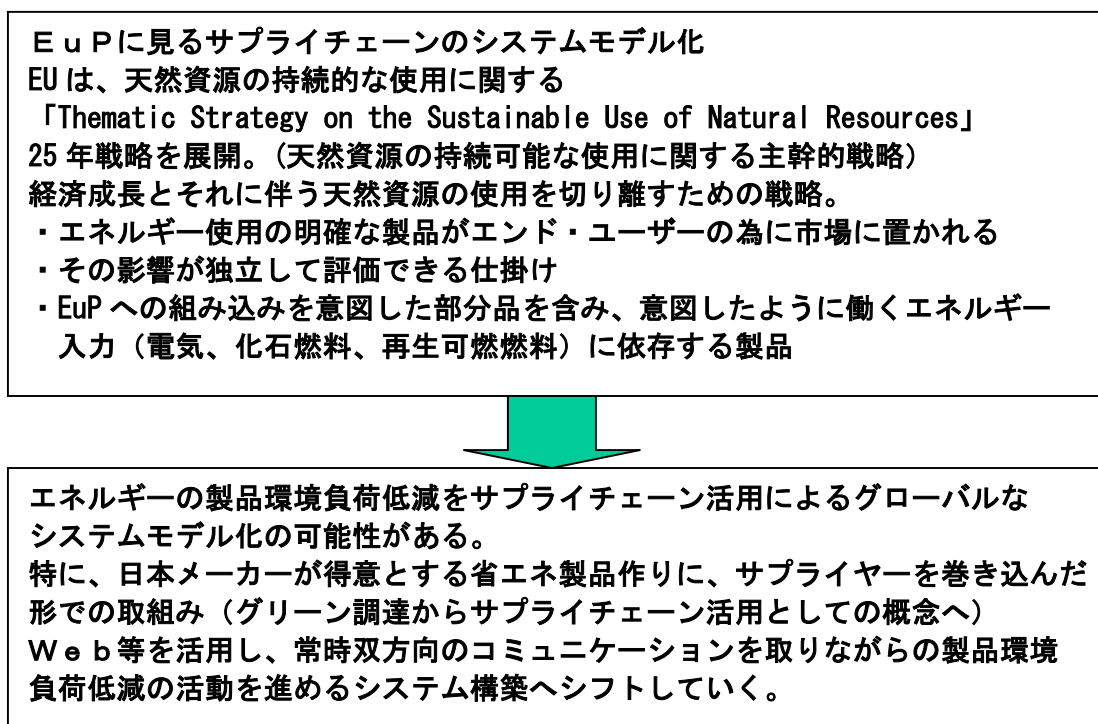 ＥｕＰに見るサプライチェーンのシステムモデル化
EU は、天然資源の持続的な使用に関する
「Thematic Strategy on the Sustainable Use of Natural Resources」
25 年戦略を展開。(天然資源の持続可能な使用に関する主幹的戦略)
経済成長とそれに伴う天然資源の使用を切り離すための戦略。
・エネルギー使用の明確な製品がエンド・ユーザーの為に市場に置かれる
・その影響が独立して評価できる仕掛け
・EuP への組み込みを意図した部分品を含み、意図したように働くエネルギー
入力（電気、化石燃料、再生可燃燃料）に依存する製品
エネルギーの製品環境負荷低減をサプライチェーン活用によるグローバルな
システムモデル化の可能性がある。
特に、日本メーカーが得意とする省エネ製品作りに、サプライヤーを巻き込んだ
形での取組み（グリーン調達からサプライチェーン活用としての概念へ）
Ｗｅｂ等を活用し、常時双方向のコミュニケーションを取りながらの製品環境
負荷低減の活動を進めるシステム構築へシフトしていく。